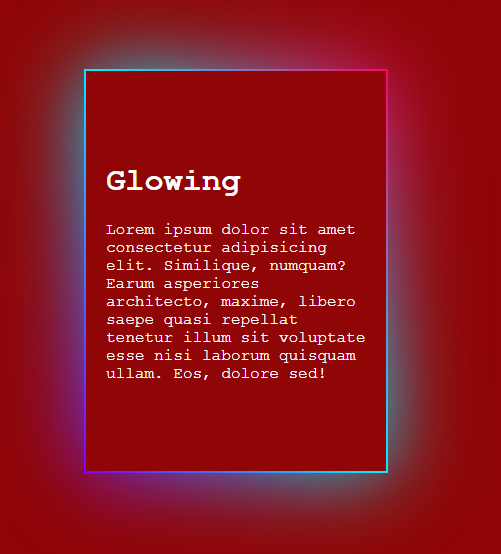 Glowing
Lorem ipsum dolor sit amet
consectetur adipisicing
elit. Similique, numquam?
Earum asperiores
architecto, maxime, libero
saepe quasi repellat
tenetur illum sit voluptate
esse nisi laborum quisquam
ullam. Eos, dolore sed!